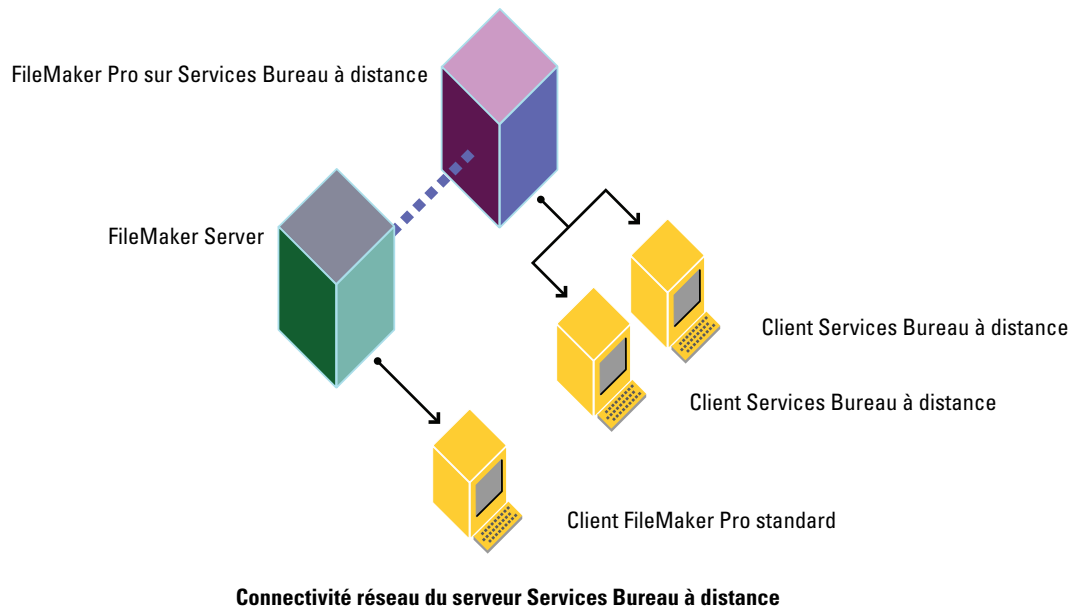 FileMaker Pro sur Services Bureau à distance
FileMaker Server
Client Services Bureau à distance
Client Services Bureau à distance
Client FileMaker Pro standard
Connectivité réseau du serveur Services Bureau à distance